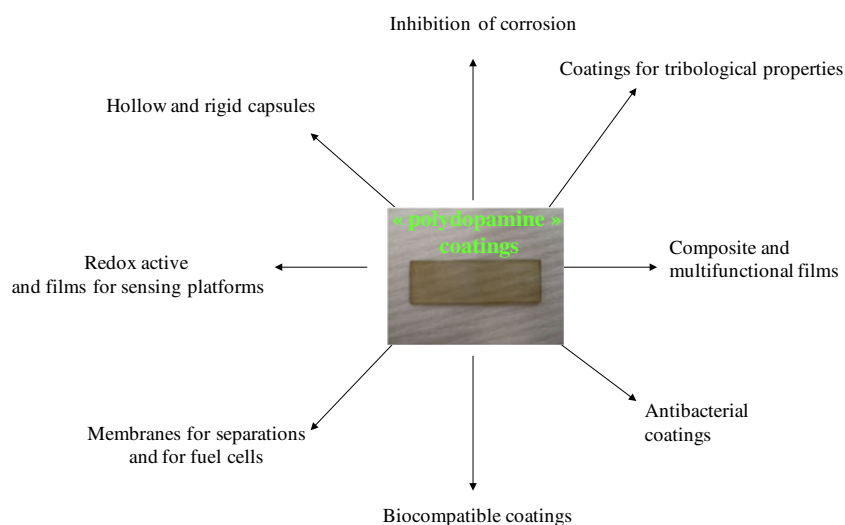 Inhibition of corrosion
Coatings for tribological properties
Hollow and rigid capsules
« polydopamine »
coatings
Redox active
and films for sensing platforms
Composite and
multifunctional films
Membranes for separations
and for fuel cells
Antibacterial
coatings
Biocompatible coatings